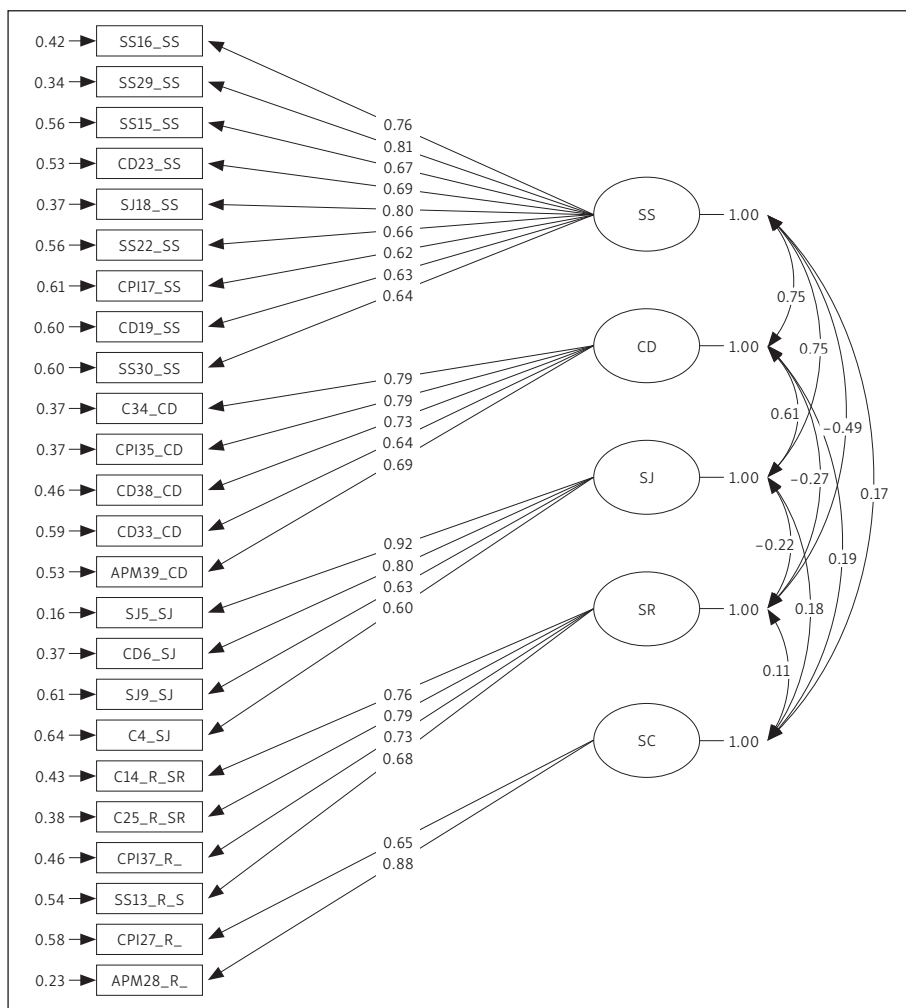 0.42 SS16_SS
0.34 SS29_SS
0.56 SS15_SS
0.53 CD23_SS
0.37 SJ18_SS
0.56 SS22_SS
0.61 CPI17_SS
0.60 CD19_SS
0.60 SS30_SS
0.37 C34_CD
0.37 CPI35_CD
0.46 CD38_CD
0.59 CD33_CD
0.53 APM39_CD
0.16 SJ5_SJ
0.37 CD6_SJ
0.61 SJ9_SJ
0.64 C4_SJ
0.43 C14_R_SR
0.38 C25_R_SR
0.46 CPI37_R_
0.54 SS13_R_S
0.58 CPI27_R_
0.23 APM28_R_
0.76
0.81
0.67
0.69
0.80
0.66
0.62
0.63
0.64
0.79
0.79
0.73
0.64
0.69
0.92
0.80
0.63
0.60
0.76
0.79
0.73
0.68
0.65
0.88
SS 1.00
CD 1.00
SJ 1.00
SR 1.00
SC 1.00
0.75
0.75
0.61
−0.49
−0.27
0.17
−0.22
0.19
0.18
0.11